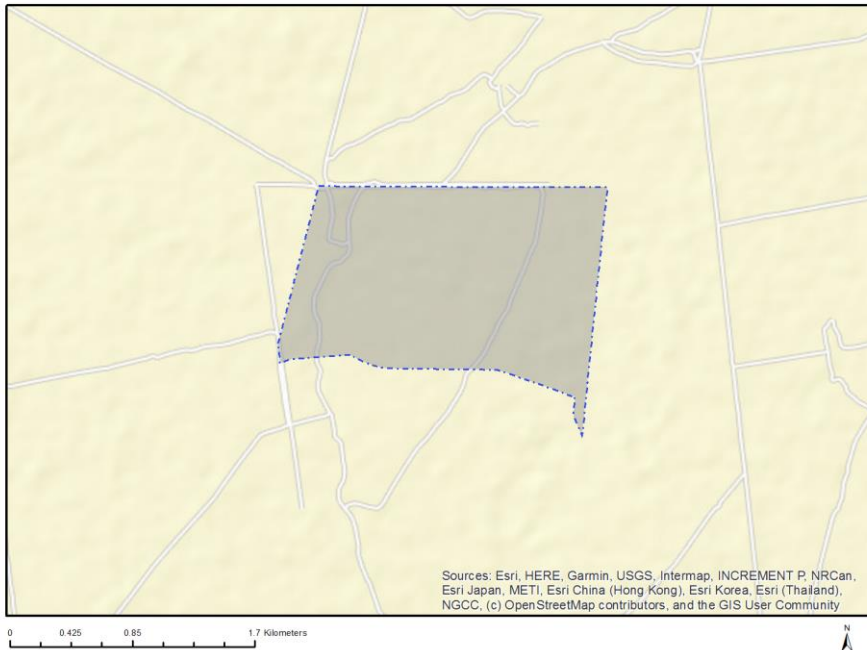 Sources: Esri, HERE, Garmin, USGS, Intermap, INCREMENT P, NRCan,
Esri Japan, METI, Esri China (Hong Kong), Esri Korea, Esri (Thailand),
NGCC, (c) OpenStreetMap contributors, and the GIS User Community
0 0.425 0.85 1.7 Kilometers
N